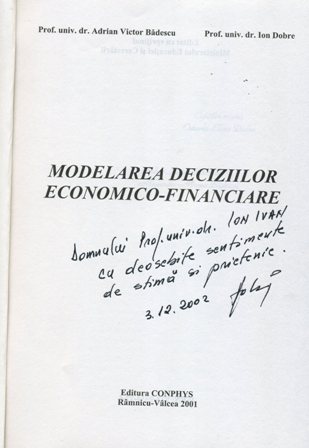 Prof. univ. dr. Adrian Victor Bădescu Prof. univ. dr. Ion Dobre
MODELAREA DECIZIILOR
ECONOMICO-FINANCIARE
Domnului Prof. univ. dr. ION IVAN
cu deosebite sentimente
de stimă și prietenie.
3.12.2002
Editura CONPHYS
Râmnicu-Vâlcea 2001